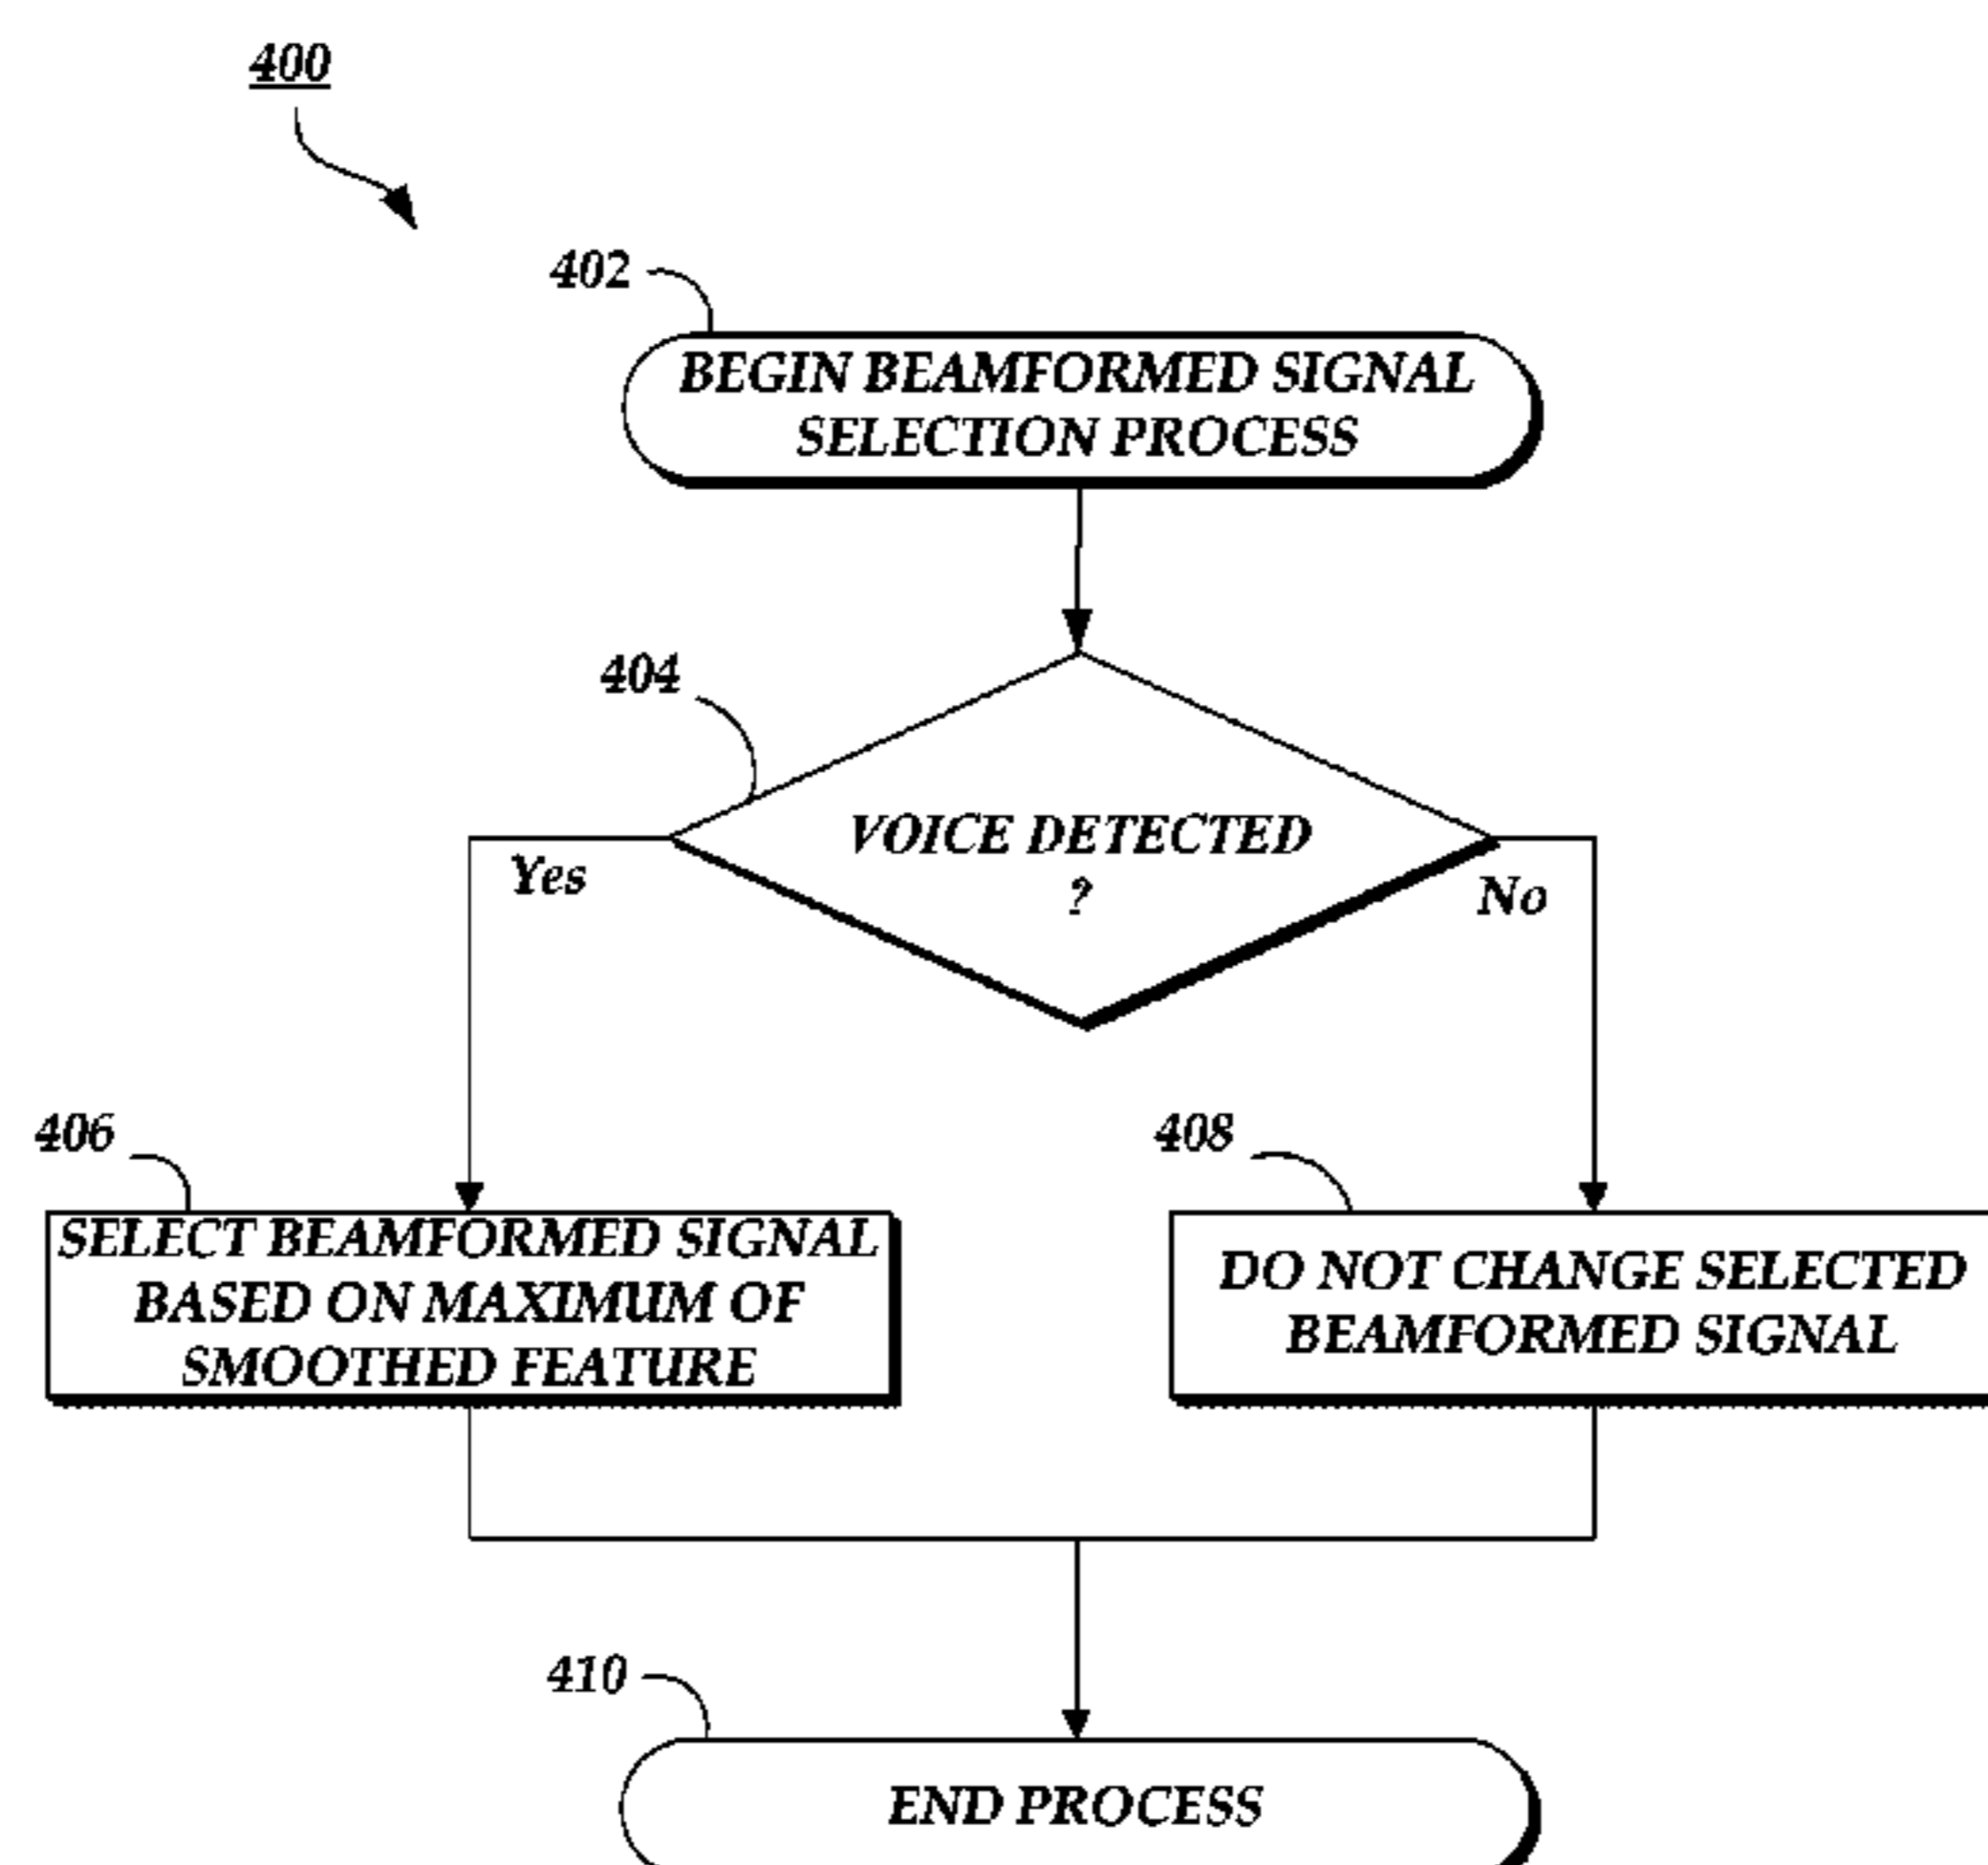 400
402
BEGIN BEAMFORMED SIGNAL
SELECTION PROCESS
404
VOICE DETECTED
?
Yes
No
406
SELECT BEAMFORMED SIGNAL
BASED ON MAXIMUM OF
SMOOTHED FEATURE
408
DO NOT CHANGE SELECTED
BEAMFORMED SIGNAL
410
END PROCESS